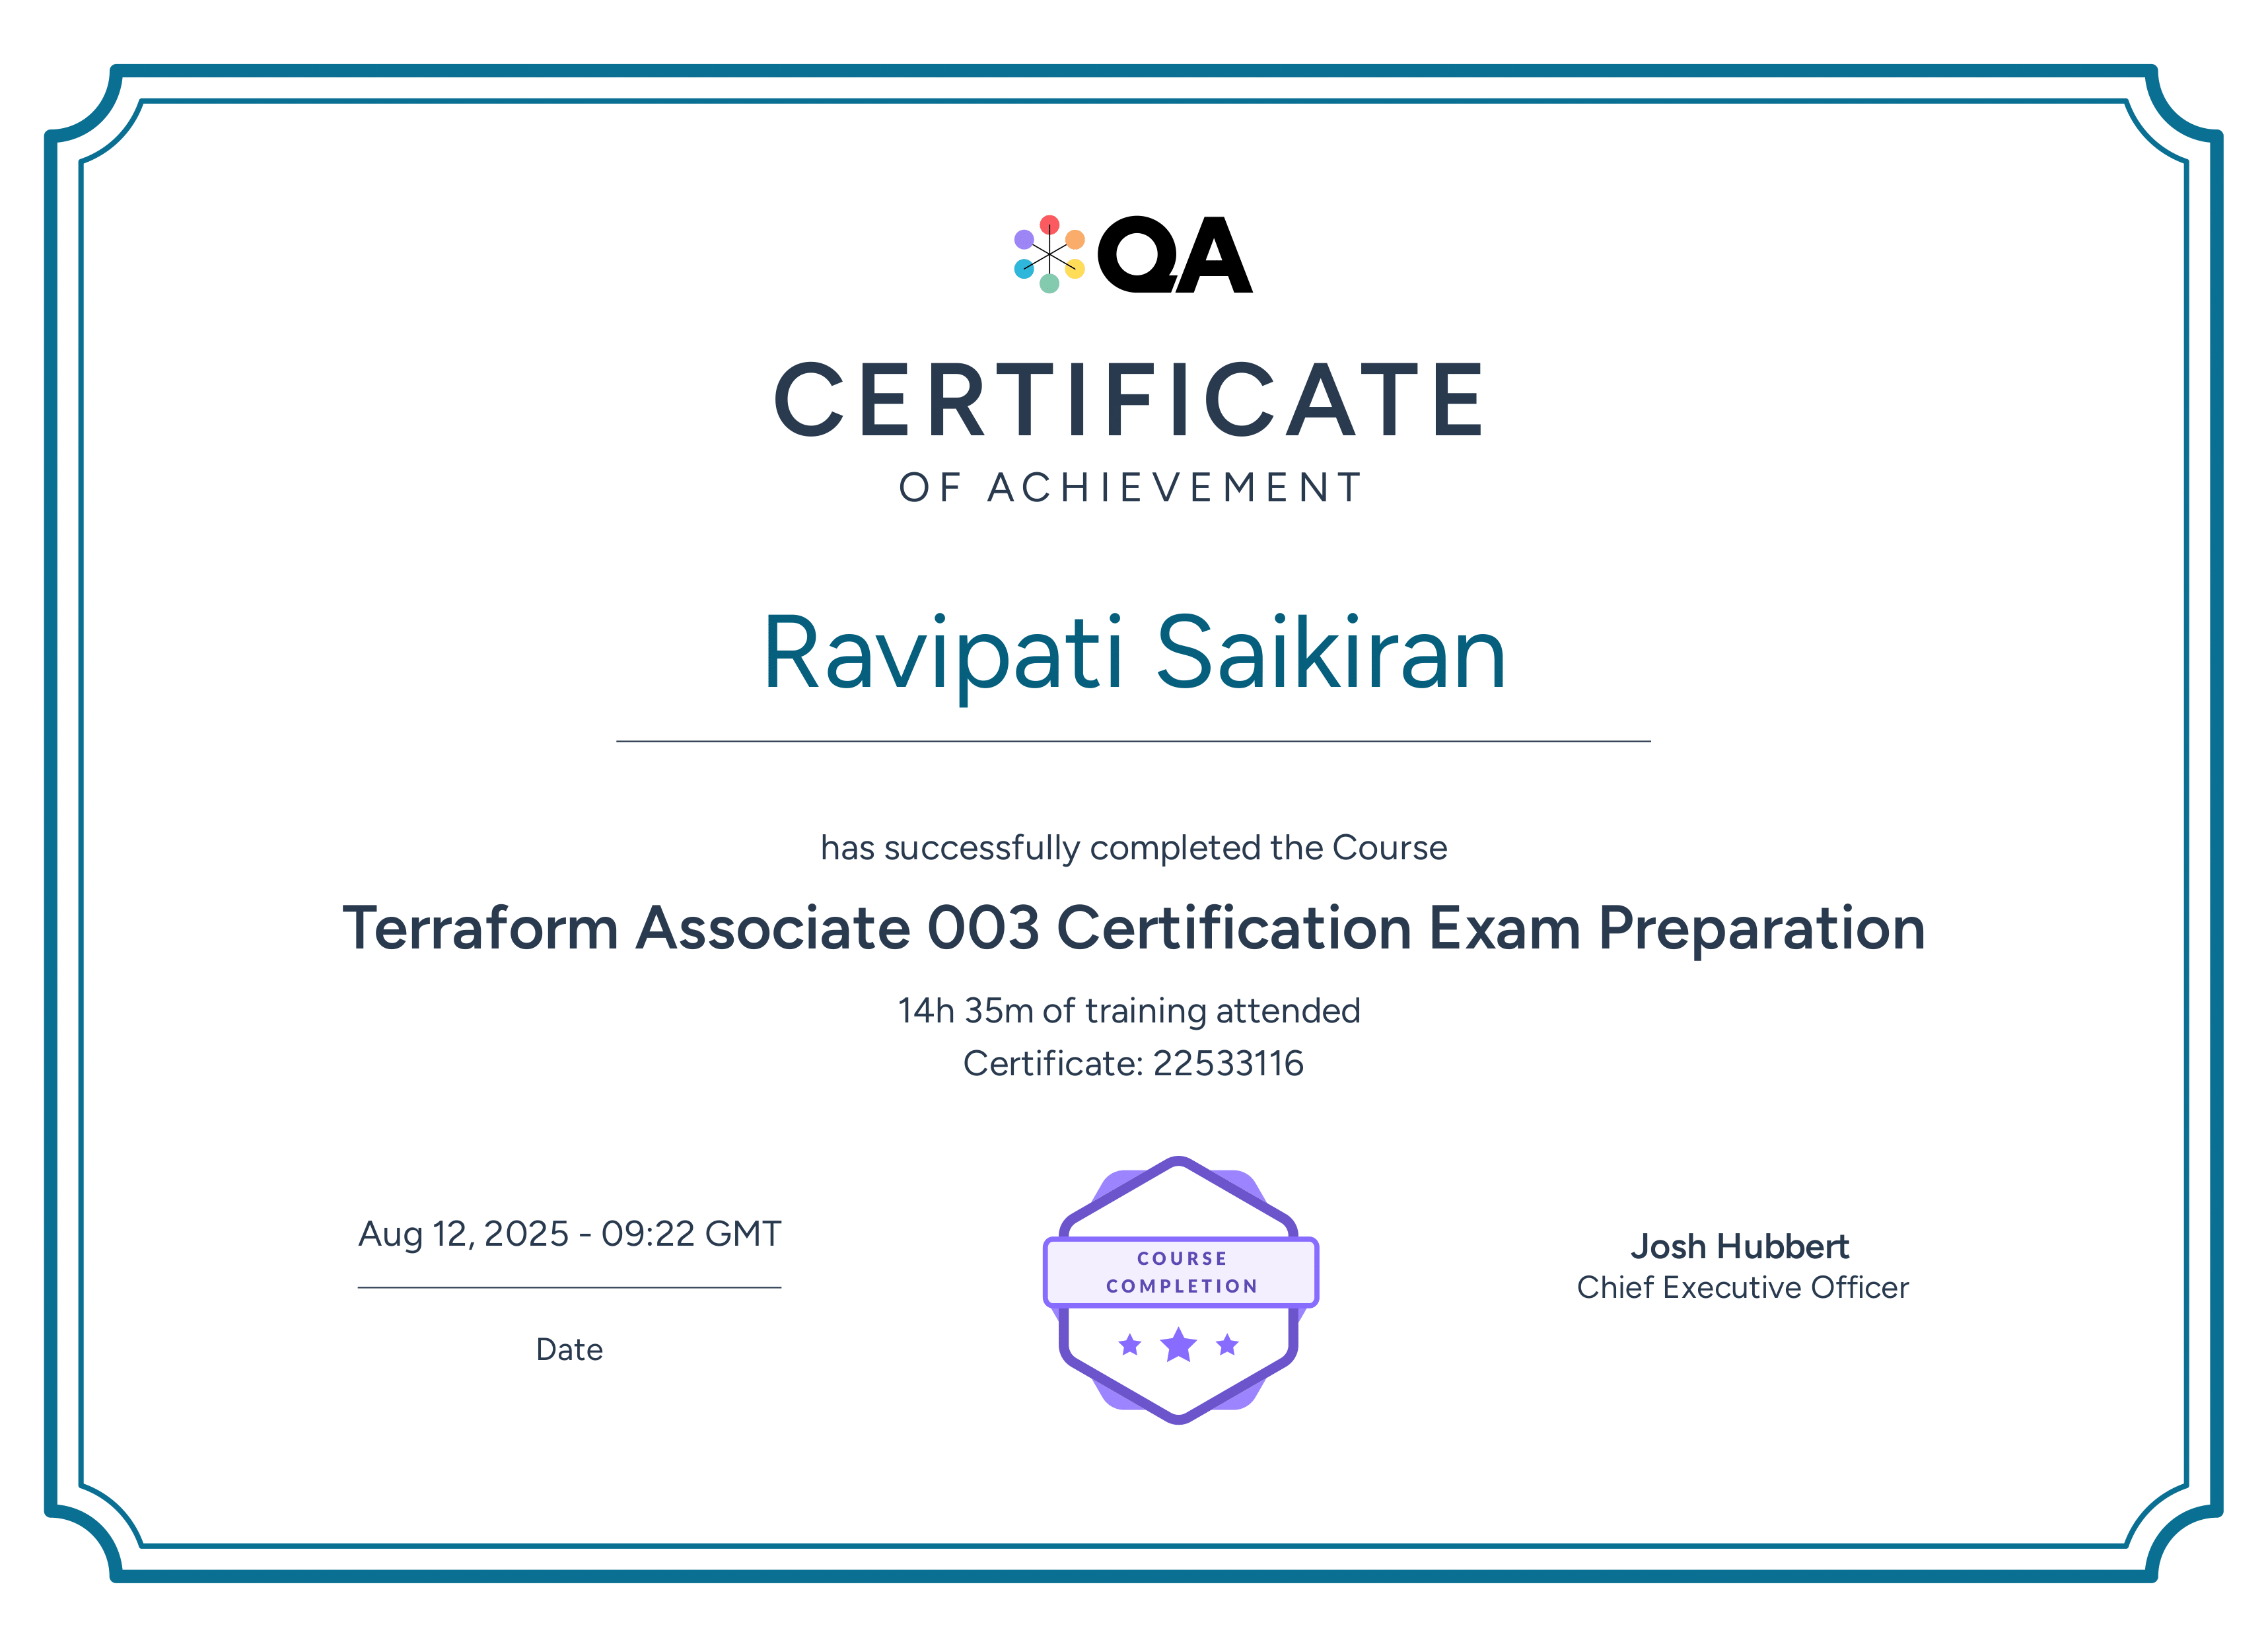 QA
CERTIFICATE
OF ACHIEVEMENT
Ravipati Saikiran
has successfully completed the Course
Terraform Associate 003 Certification Exam Preparation
14h 35m of training attended
Certificate: 22533116
Aug 12, 2025 - 09:22 GMT
Date
COURSE
COMPLETION
Josh Hubbert
Chief Executive Officer